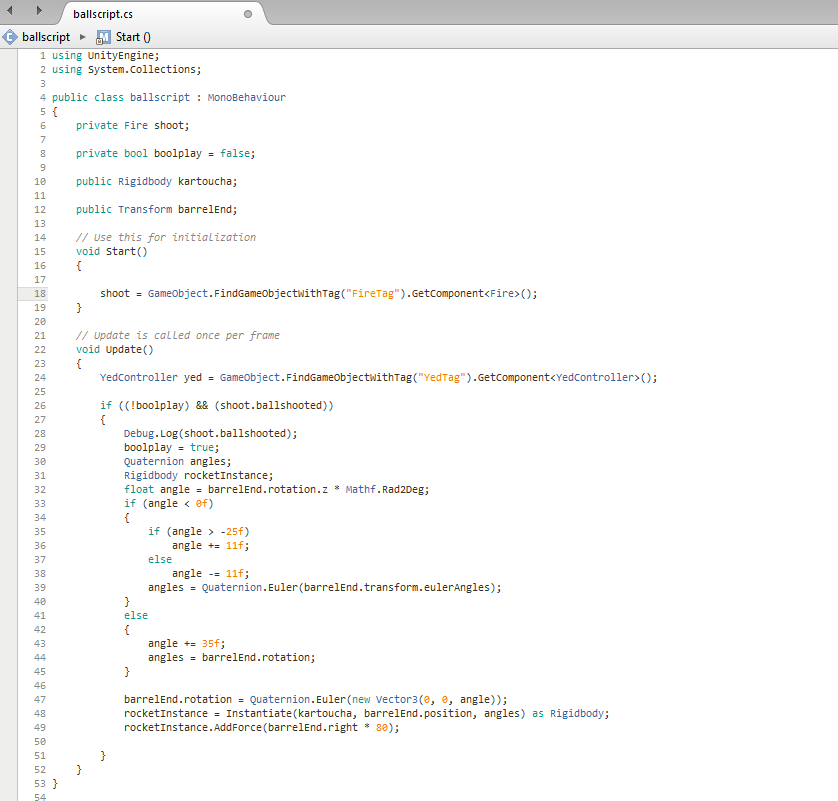 ballscript.cs
ballscript ▸ Start ()
1 using UnityEngine;
2 using System.Collections;
3
4 public class ballscript : MonoBehaviour
5 {
6     private Fire shoot;
7
8     private bool boolplay = false;
9
10     public Rigidbody kartoucha;
11
12     public Transform barrelEnd;
13
14     // Use this for initialization
15     void Start()
16     {
17
18         shoot = GameObject.FindGameObjectWithTag("FireTag").GetComponent<Fire>();
19     }
20
21     // Update is called once per frame
22     void Update()
23     {
24         YedController yed = GameObject.FindGameObjectWithTag("YedTag").GetComponent<YedController>();
25
26         if ((!boolplay) && (shoot.ballshooted))
27         {
28             Debug.Log(shoot.ballshooted);
29             boolplay = true;
30             Quaternion angles;
31             Rigidbody rocketInstance;
32             float angle = barrelEnd.rotation.z * Mathf.Rad2Deg;
33             if (angle < 0f)
34             {
35                 if (angle > -25f)
36                     angle += 11f;
37                 else
38                     angle -= 11f;
39                 angles = Quaternion.Euler(barrelEnd.transform.eulerAngles);
40             }
41             else
42             {
43                 angle += 35f;
44                 angles = barrelEnd.rotation;
45             }
46
47             barrelEnd.rotation = Quaternion.Euler(new Vector3(0, 0, angle));
48             rocketInstance = Instantiate(kartoucha, barrelEnd.position, angles) as Rigidbody;
49             rocketInstance.AddForce(barrelEnd.right * 80);
50
51         }
52     }
53 }
54